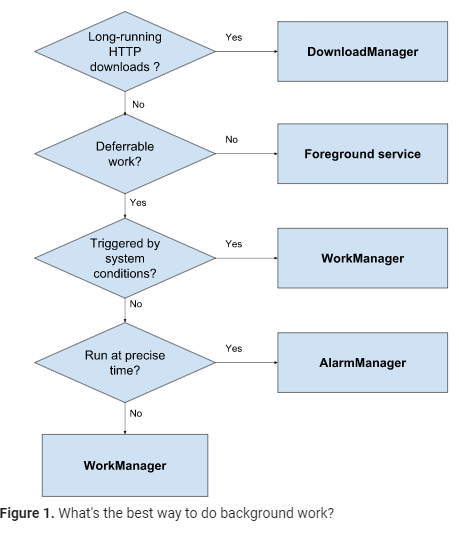 Long-running
HTTP
downloads ?
Yes
DownloadManager
No
Deferrable
work?
No
Foreground service
Yes
Triggered by
system
conditions?
Yes
WorkManager
No
Run at precise
time?
Yes
AlarmManager
No
WorkManager
Figure 1. What's the best way to do background work?